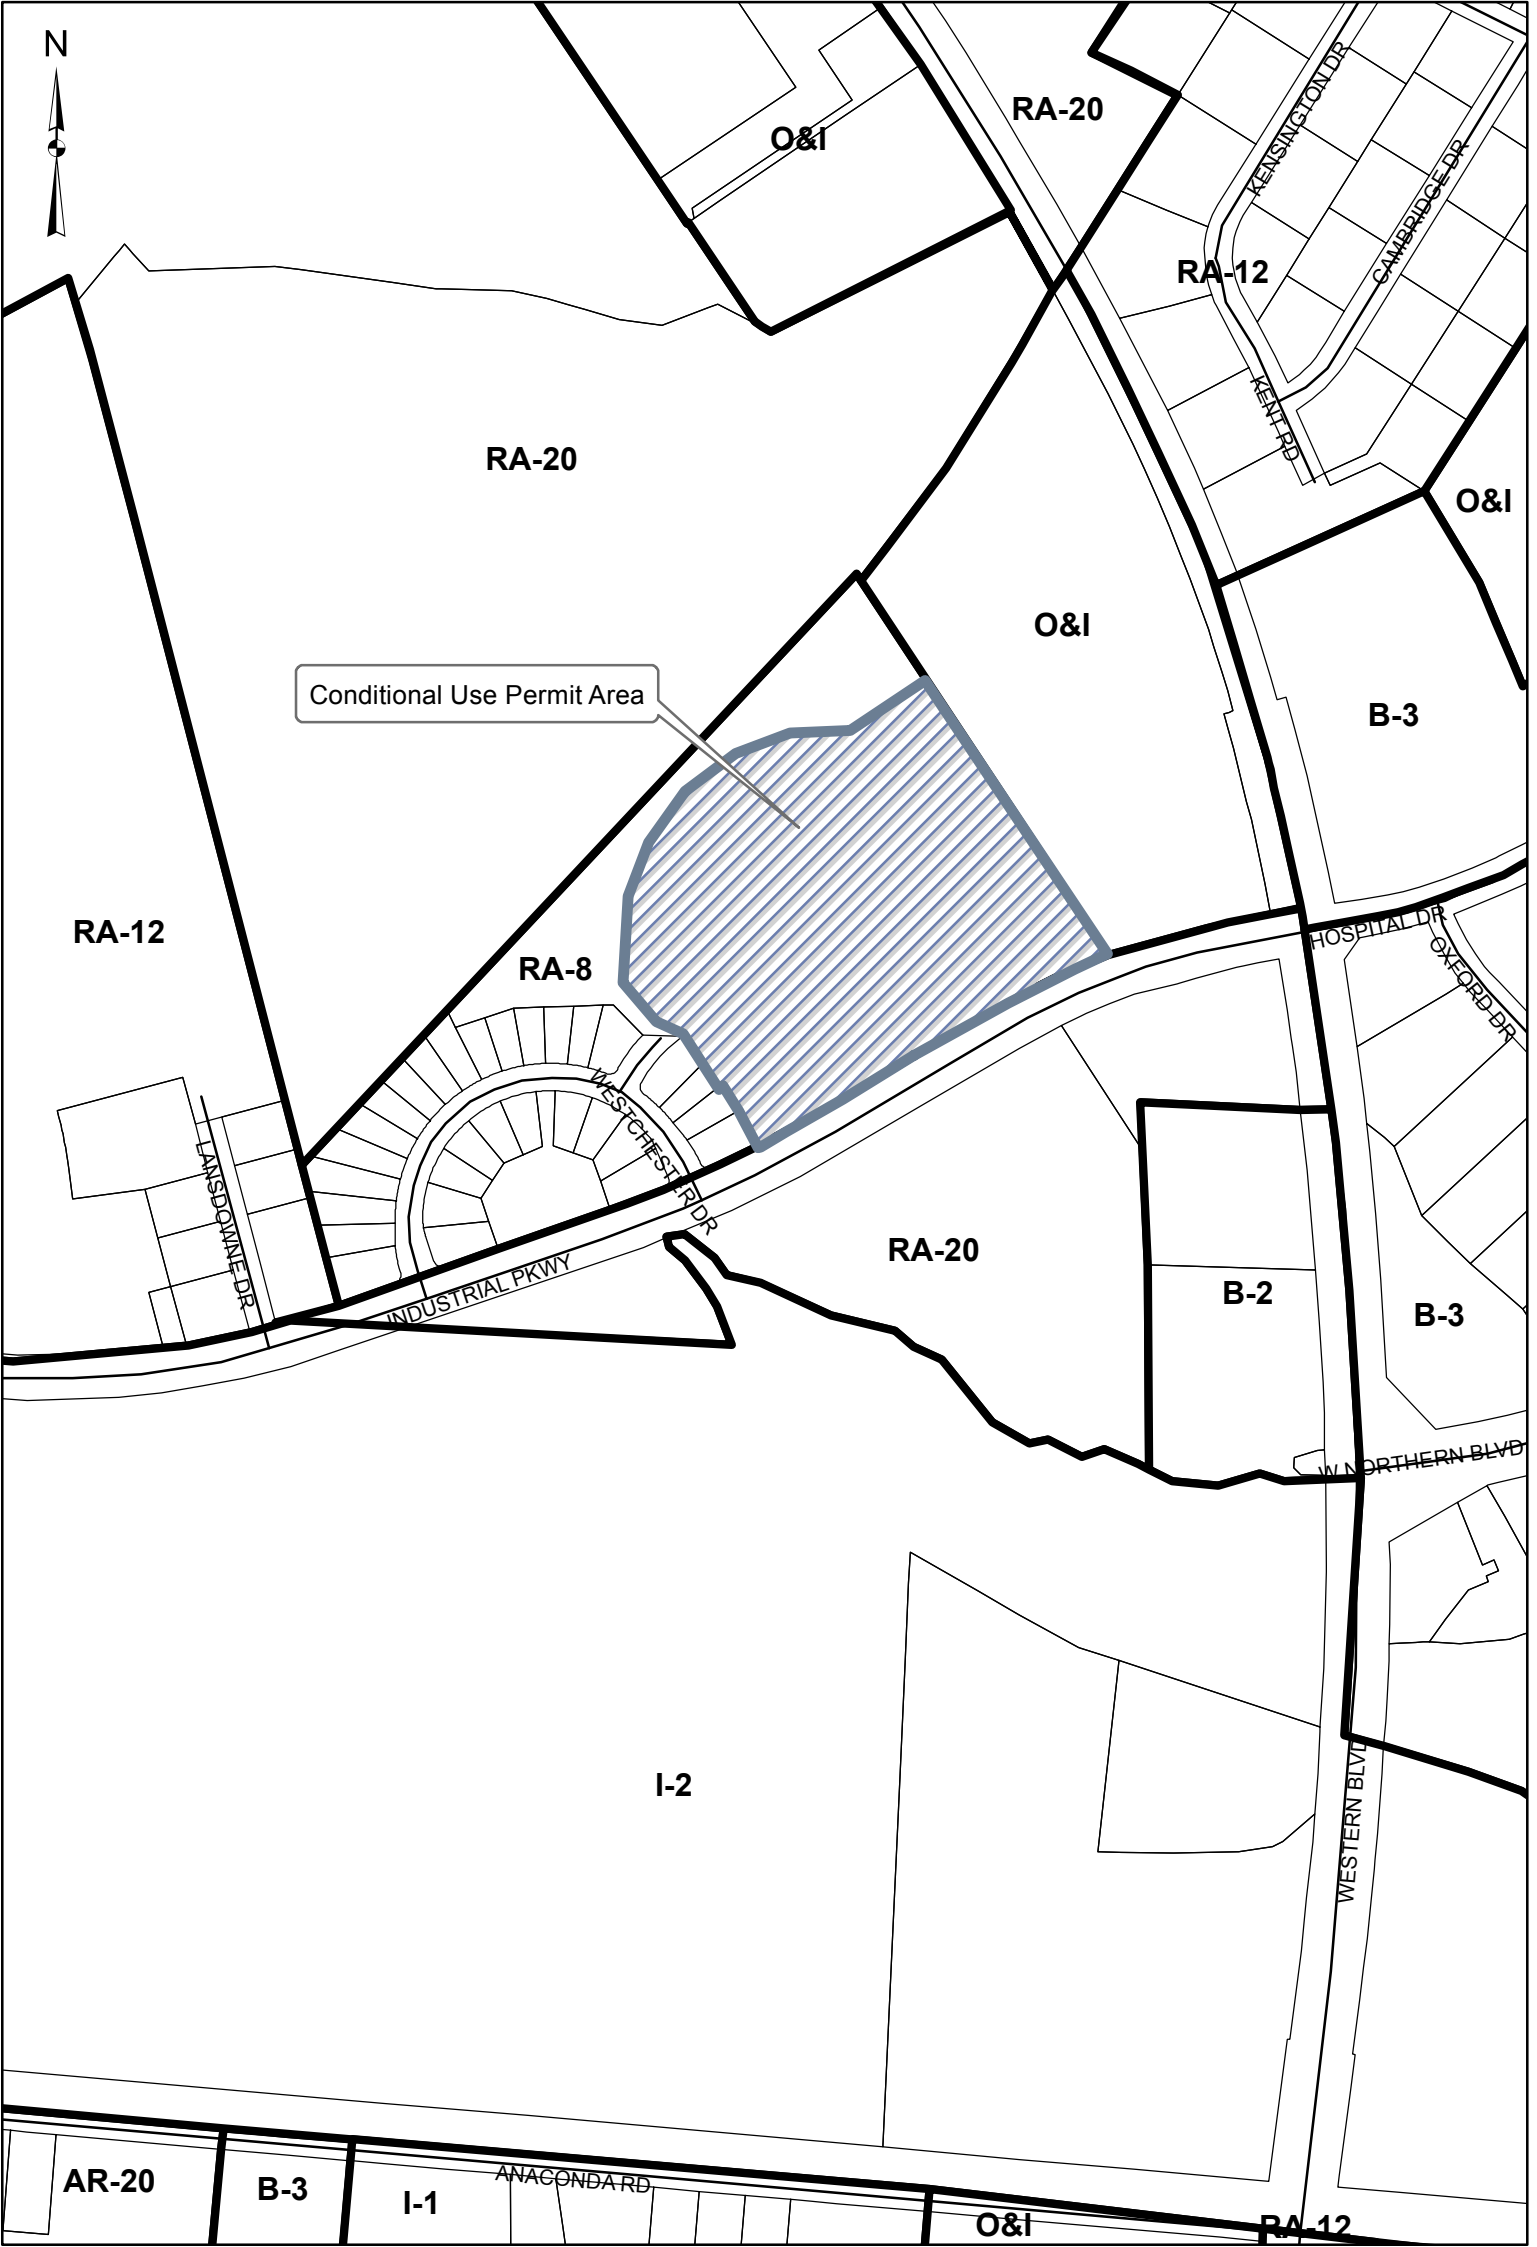 N
RA-20
O&I
KENSINGTON DR
CAMBRIDGE DR
RA-12
KENT RD
RA-20
O&I
O&I
Conditional Use Permit Area
B-3
RA-12
HOSPITAL DR
OXFORD DR
RA-8
WESTCHESTER DR
LANSDOWNE DR
RA-20
INDUSTRIAL PKWY
B-2
B-3
W NORTHERN BLVD
I-2
WESTERN BLVD
AR-20
B-3
I-1
ANACONDA RD
O&I
RA-12